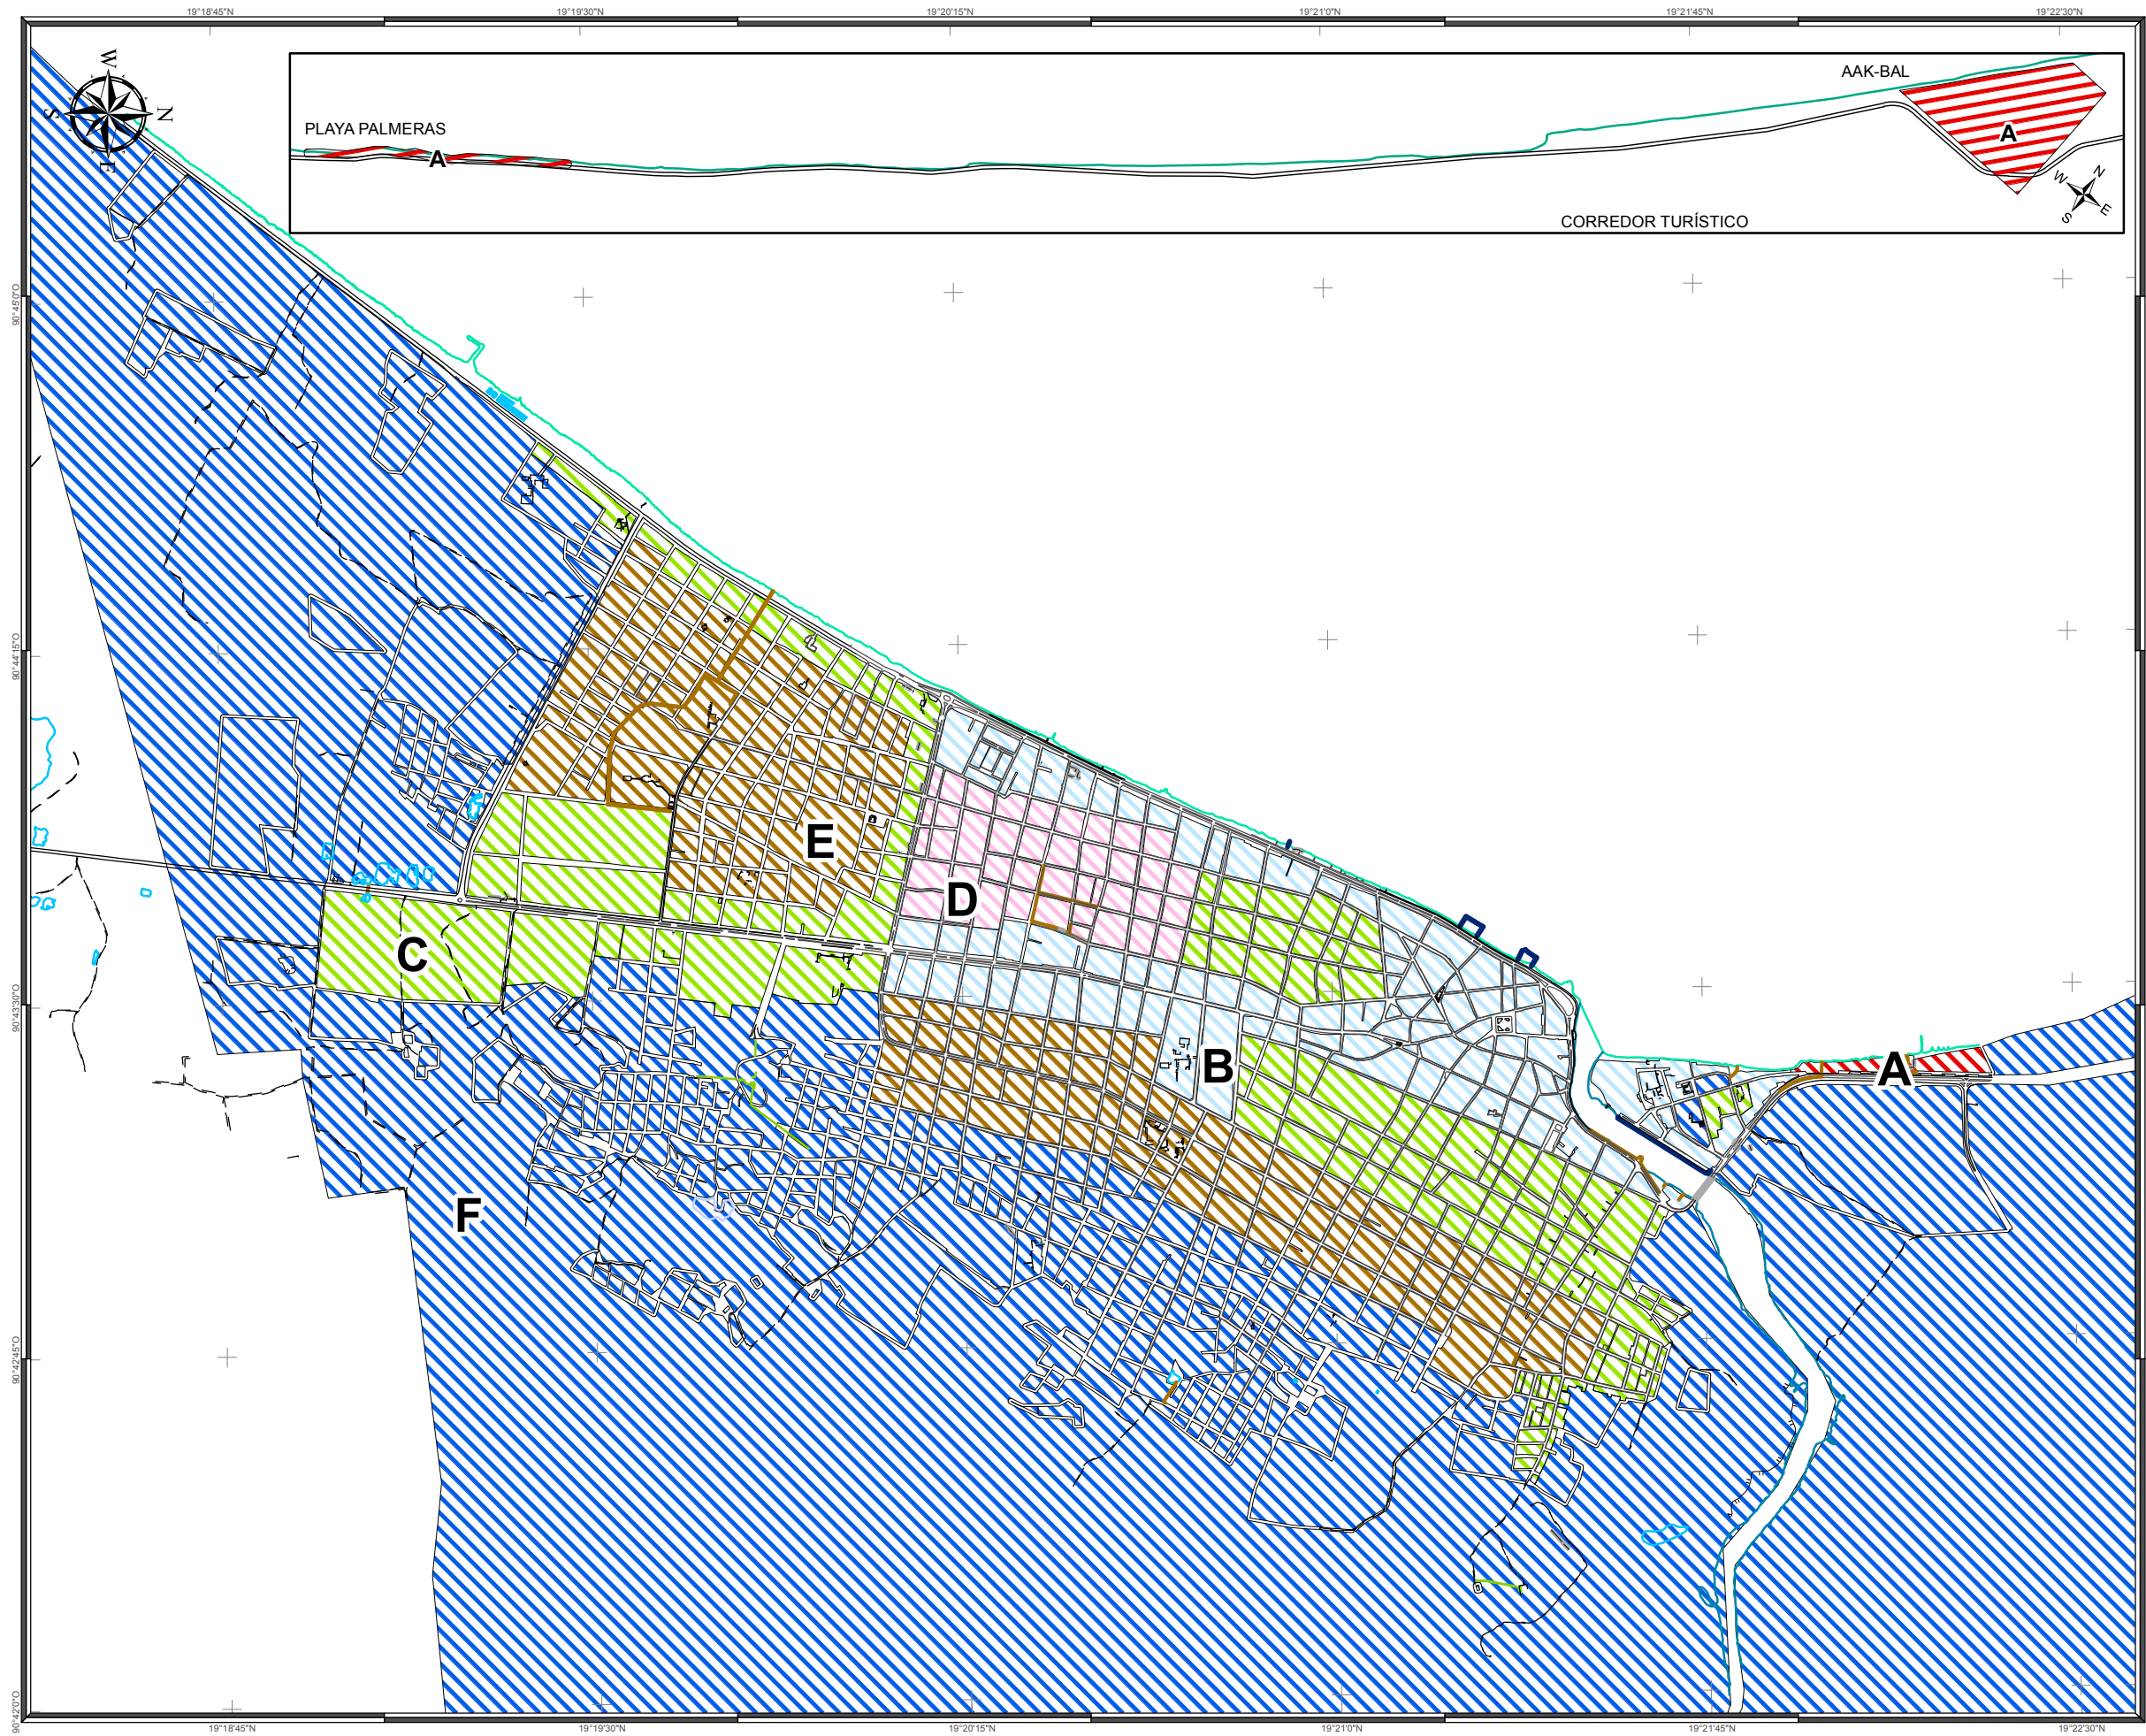 19°18'45"N 19°19'30"N 19°20'15"N 19°21'0"N 19°21'45"N 19°22'30"N
W
N
S
E
AAK-BAL
PLAYA PALMERAS
A
A
N
W
E
S
CORREDOR TURÍSTICO
90°45'0"O
90°44'15"O
E
D
C
90°43'30"O
B
A
F
90°42'45"O
90°42'0"O
19°18'45"N 19°19'30"N 19°20'15"N 19°21'0"N 19°21'45"N 19°22'30"N